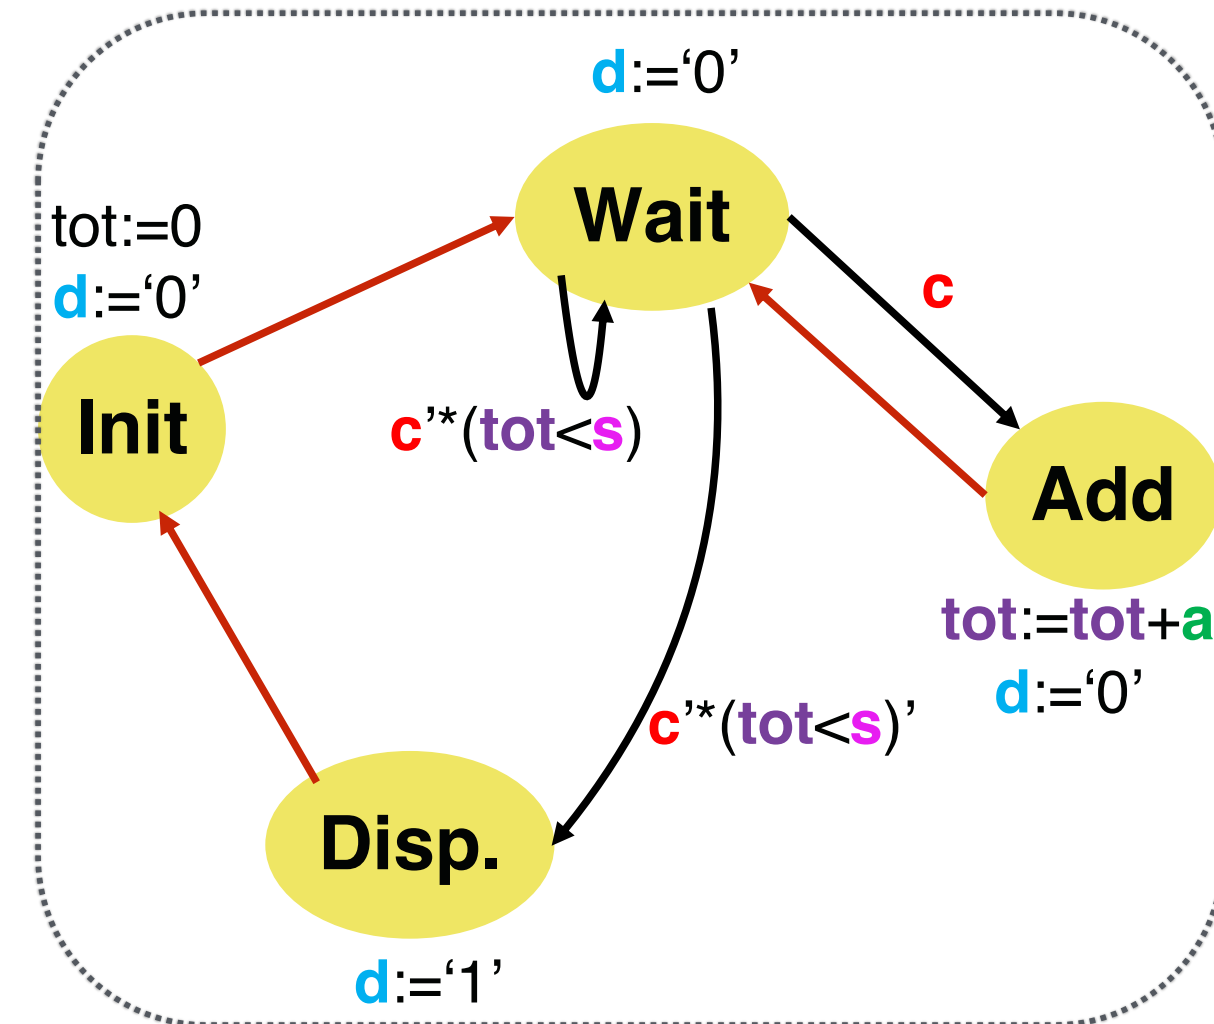 d:=‘0’
Wait
tot:=0
d:=‘0’
c
Init
c’*(tot<s)
Add
tot:=tot+a
d:=‘0’
c’*(tot<s)’
Disp.
d:=‘1’